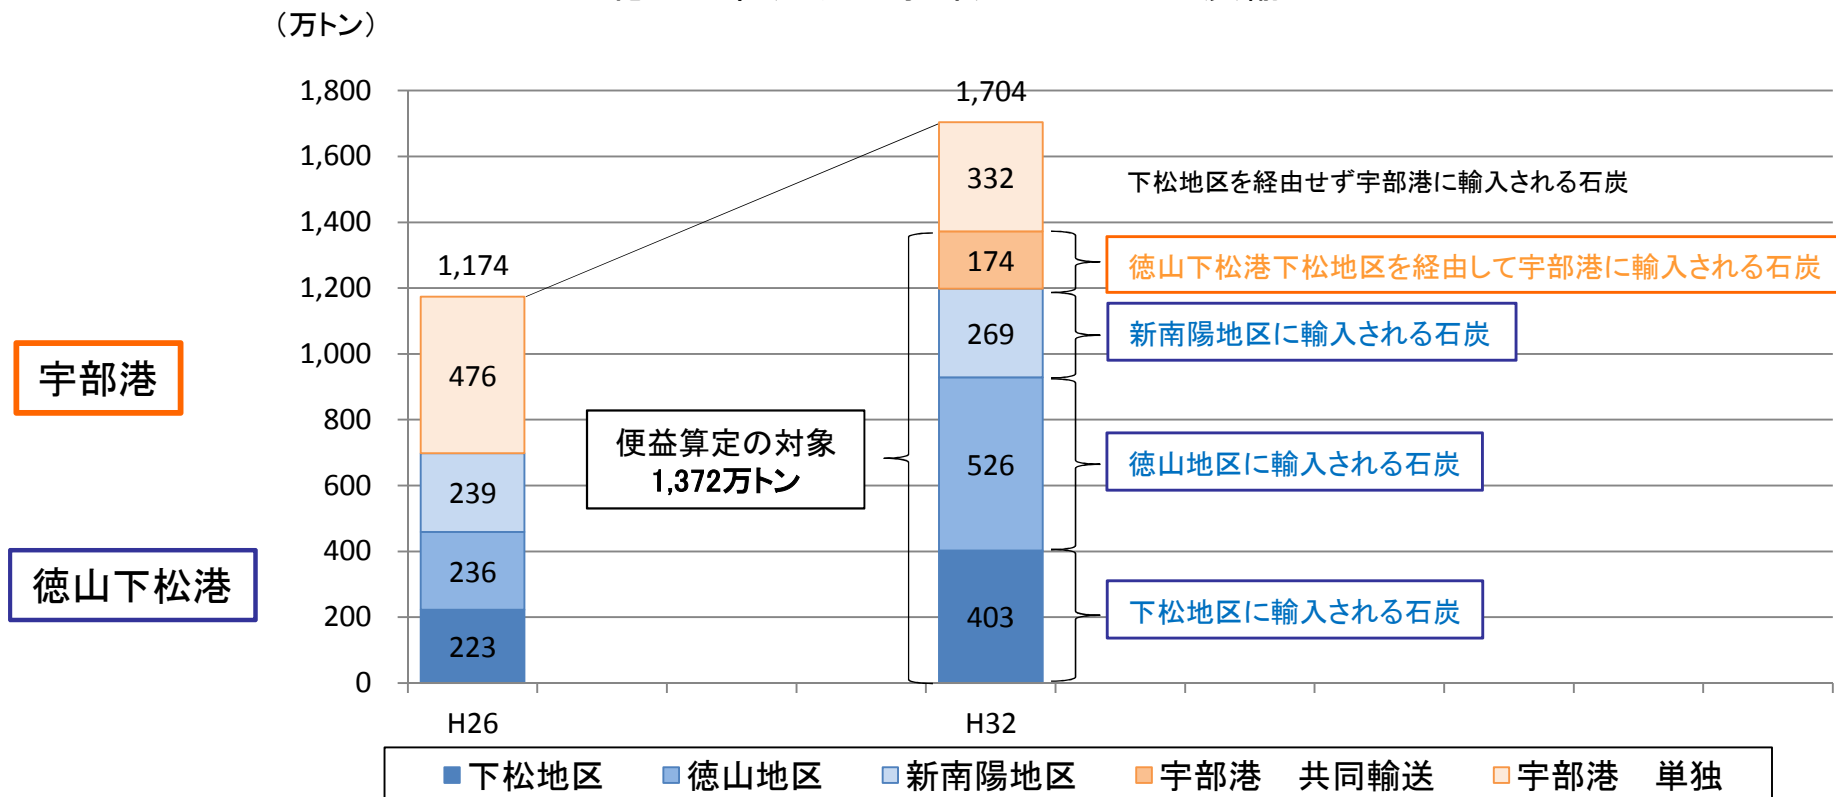 （万トン）
1,800
1,600
1,400
1,200
1,000
800
600
400
200
0
1,174
476
239
236
223
1,704
332
174
269
526
403
H26
H32
宇部港
徳山下松港
便益算定の対象
1,372万トン
下松地区を経由せず宇部港に輸入される石炭
徳山下松港下松地区を経由して宇部港に輸入される石炭
新南陽地区に輸入される石炭
徳山地区に輸入される石炭
下松地区に輸入される石炭
下松地区 徳山地区 新南陽地区 宇部港　共同輸送 宇部港　単独